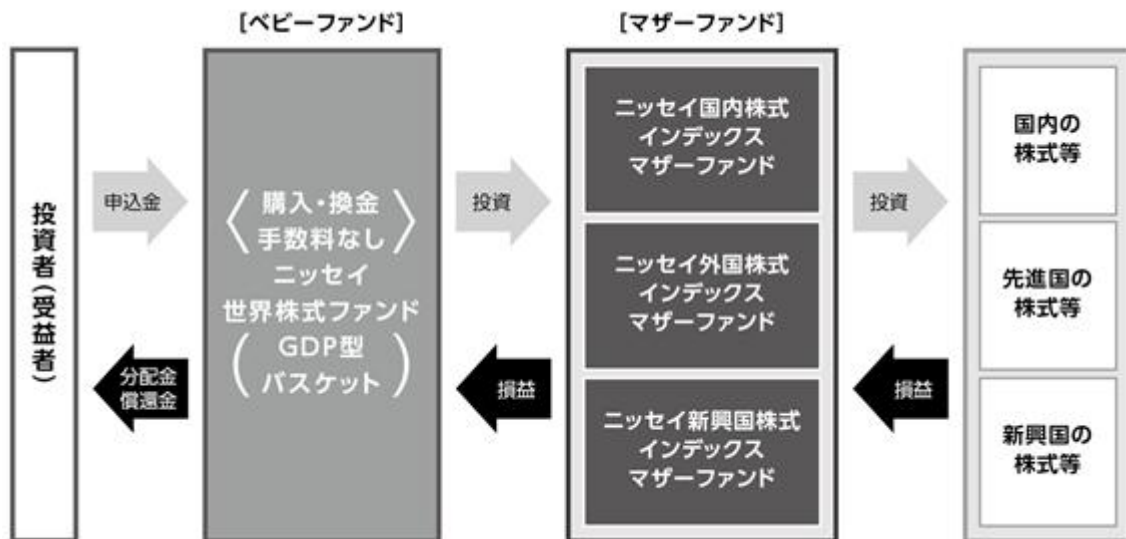 [ベビーファンド]
[マザーファンド]
投資者(受益者)
申込金
分配金
償還金
〈購入・換金
手数料なし〉
ニッセイ
世界株式ファンド
(GDP型
バスケット)
投資
損益
ニッセイ国内株式
インデックス
マザーファンド
ニッセイ外国株式
インデックス
マザーファンド
ニッセイ新興国株式
インデックス
マザーファンド
投資
損益
国内の
株式等
先進国の
株式等
新興国の
株式等